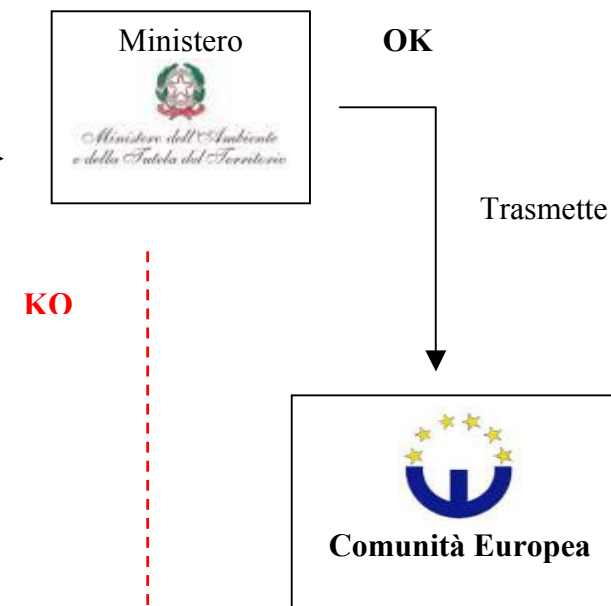 Ministero
OK
Ministero dell'Ambiente
e della Tutela del Territorio
Trasmette
KO
Comunità Europea